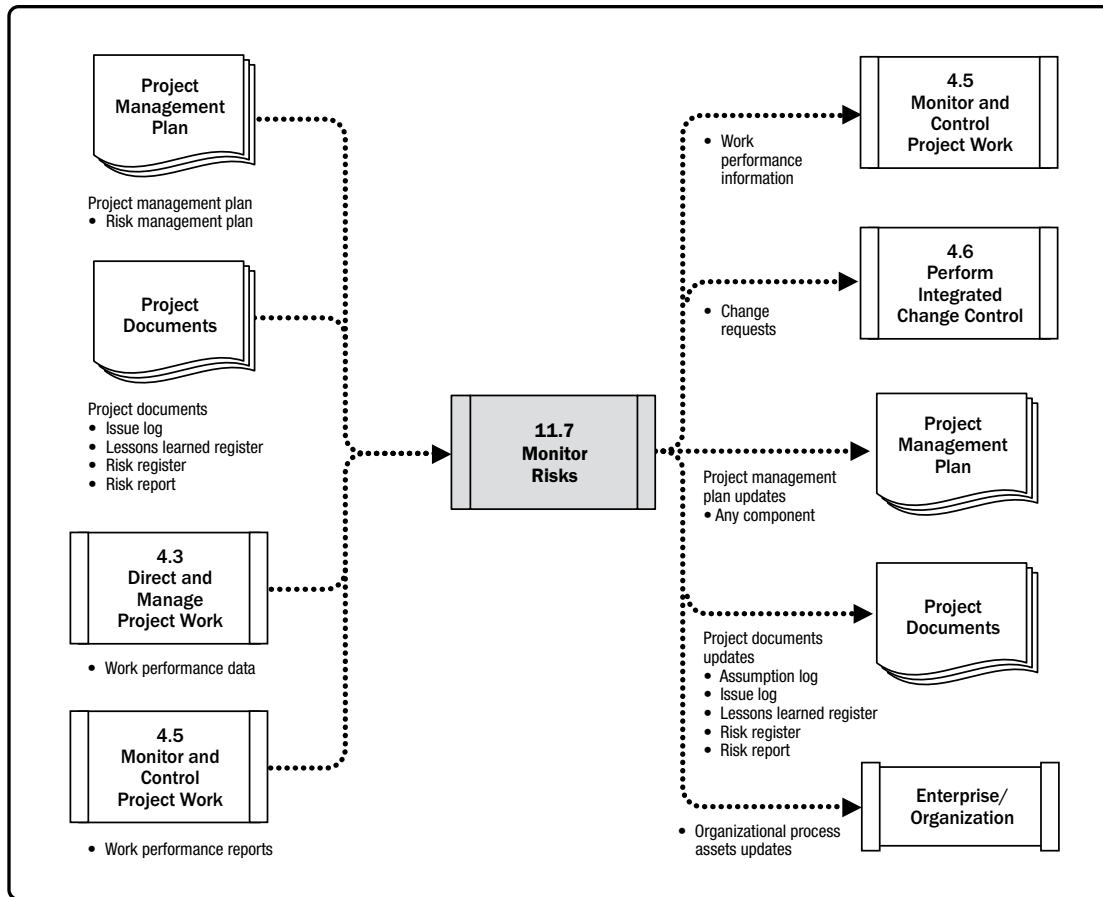 Project
Management
Plan
Project management plan
• Risk management plan
Project
Documents
Project documents
• Issue log
• Lessons learned register
• Risk register
• Risk report
4.3
Direct and
Manage
Project Work
• Work performance data
4.5
Monitor and
Control
Project Work
• Work performance reports
11.7
Monitor
Risks
4.5
Monitor and
Control
Project Work
• Work
performance
information
4.6
Perform
Integrated
Change Control
• Change
requests
Project
Management
Plan
Project management
plan updates
• Any component
Project
Documents
Project documents
updates
• Assumption log
• Issue log
• Lessons learned register
• Risk register
• Risk report
Enterprise/
Organization
• Organizational process
assets updates